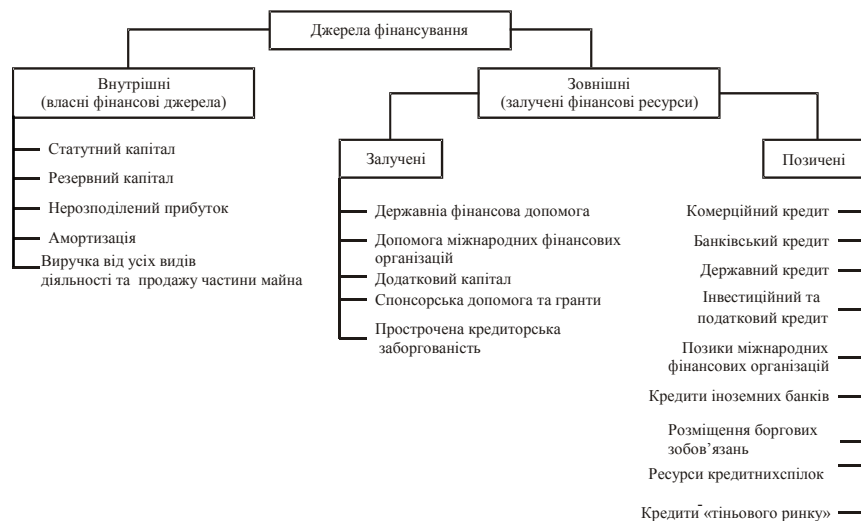 Джерела фінансування
Внутрішні
(власні фінансові джерела)
Зовнішні
(залучені фінансові ресурси)
Статутний капітал
Резервний капітал
Нерозподілений прибуток
Амортизація
Виручка від усіх видів
діяльності та продажу частини майна
Залучені
Державніа фінансова допомога
Допомога міжнародних фінансових
організацій
Додатковий капітал
Спонсорська допомога та гранти
Прострочена кредиторська
заборгованість
Позичені
Комерційний кредит
Банківський кредит
Державний кредит
Інвестиційний та
податковий кредит
Позики міжнародних
фінансових організацій
Кредити іноземних банків
Розміщення боргових
зобов’язань
Ресурси кредитнихспілок
Кредити «тіньового ринку»